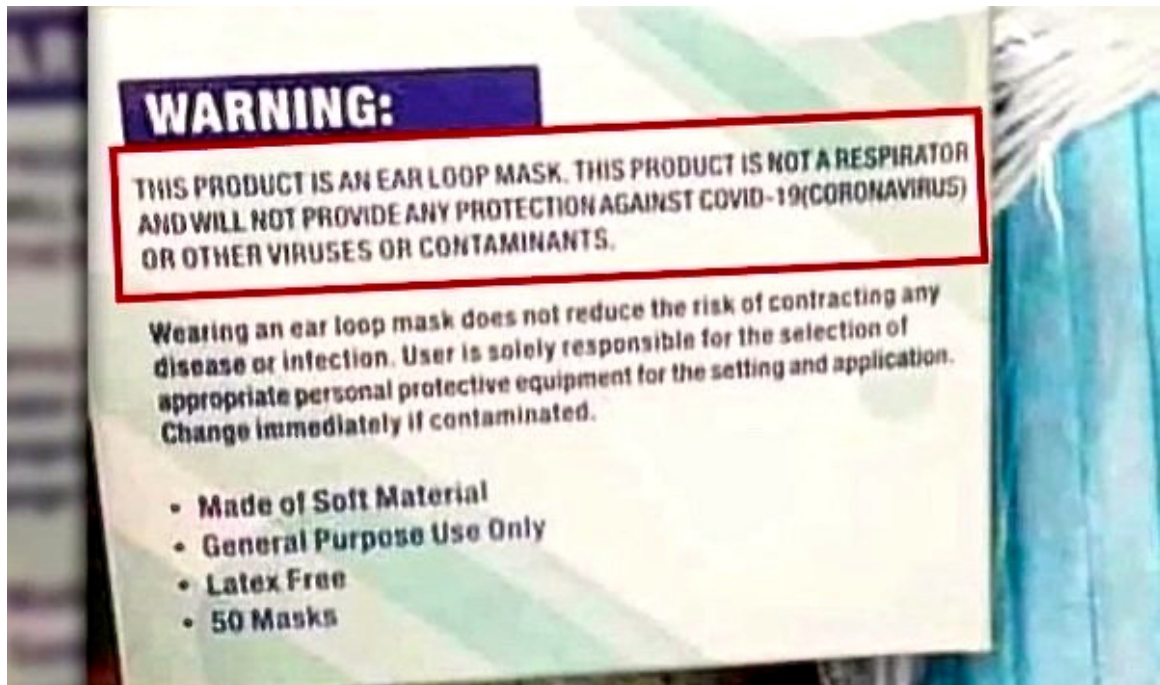 WARNING:
THIS PRODUCT IS AN EAR LOOP MASK. THIS PRODUCT IS NOT A RESPIRATOR
AND WILL NOT PROVIDE ANY PROTECTION AGAINST COVID-19(CORONAVIRUS)
OR OTHER VIRUSES OR CONTAMINANTS.
Wearing an ear loop mask does not reduce the risk of contracting any
disease or infection. User is solely responsible for the selection of
appropriate personal protective equipment for the setting and application.
Change immediately if contaminated.
• Made of Soft Material
• General Purpose Use Only
• Latex Free
• 50 Masks